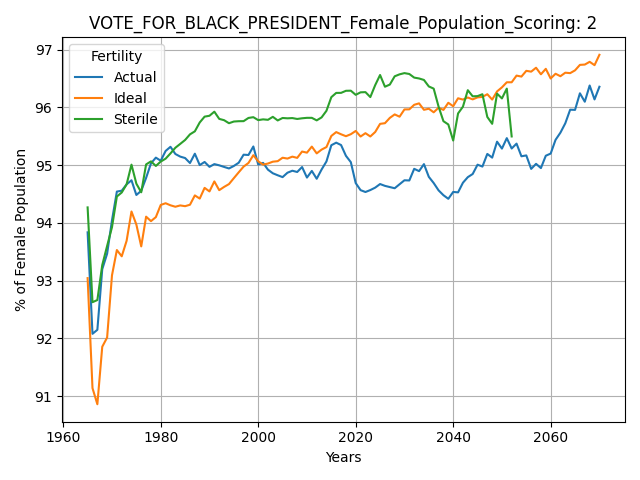 VOTE_FOR_BLACK_PRESIDENT_Female_Population_Scoring: 2
Fertility
Actual
Ideal
Sterile
% of Female Population
97
96
95
94
93
92
91
1960
1980
2000
2020
2040
2060
Years